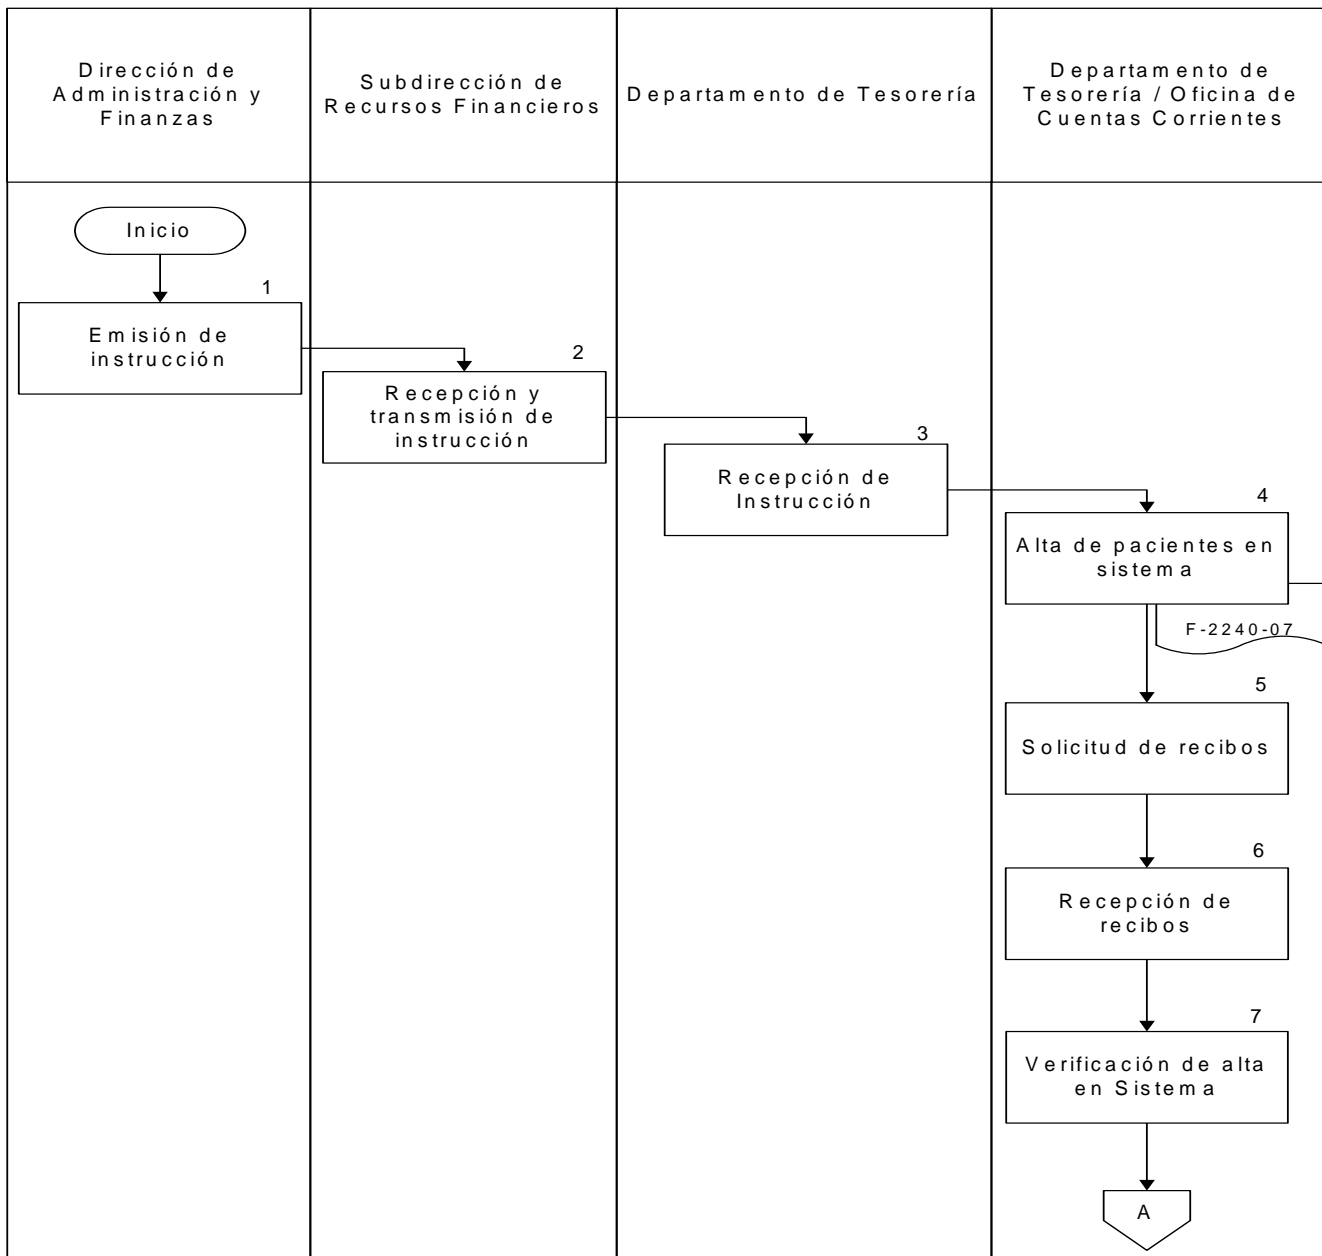 Dirección de
Administración y
Finanzas
Subdirección de
Recursos Financieros
Departamento de Tesorería
Departamento de
Tesorería / Oficina de
Cuentas Corrientes
Inicio
1
Emisión de
instrucción
2
Recepción y
transmisión de
instrucción
3
Recepción de
Instrucción
4
Alta de pacientes en
sistema
F-2240-07
5
Solicitud de recibos
6
Recepción de
recibos
7
Verificación de alta
en Sistema
A